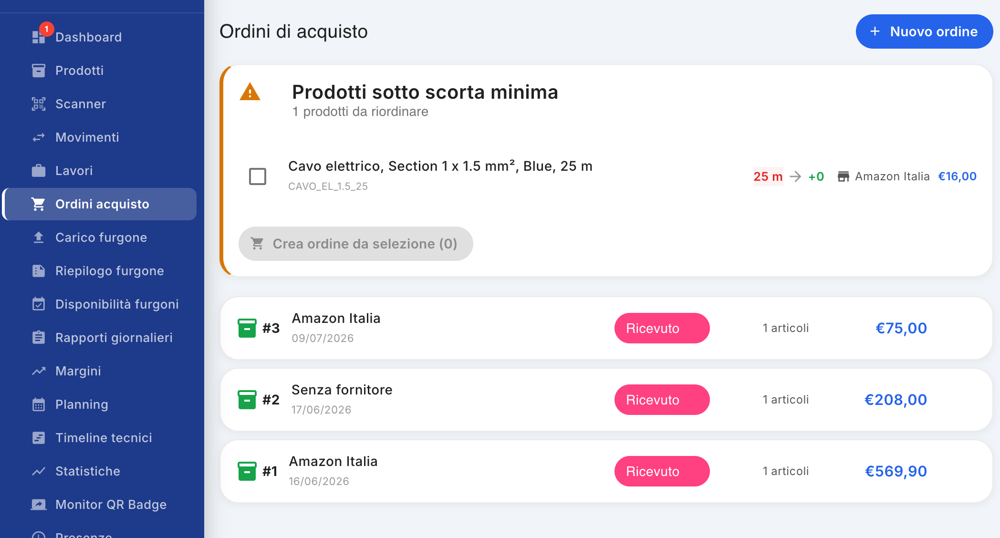 1
Dashboard
Prodotti
Scanner
Movimenti
Lavori
Ordini acquisto
Carico furgone
Riepilogo furgone
Disponibilità furgoni
Rapporti giornalieri
Margini
Planning
Timeline tecnici
Statistiche
Monitor QR Badge
Presenze
Ordini di acquisto
+ Nuovo ordine
Prodotti sotto scorta minima
1 prodotti da riordinare
Cavo elettrico, Section 1 x 1.5 mm², Blue, 25 m
CAVO_EL_1.5_25
25 m → +0 Amazon Italia €16,00
Crea ordine da selezione (0)
#3 Amazon Italia
09/07/2026
Ricevuto
1 articoli
€75,00
#2 Senza fornitore
17/06/2026
Ricevuto
1 articoli
€208,00
#1 Amazon Italia
16/06/2026
Ricevuto
1 articoli
€569,90